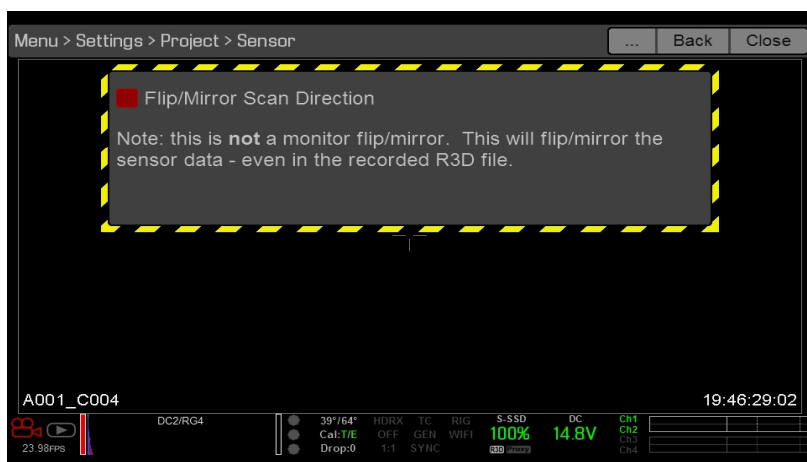 Menu > Settings > Project > Sensor ... Back Close
Flip/Mirror Scan Direction
Note: this is not a monitor flip/mirror. This will flip/mirror the
sensor data - even in the recorded R3D file.
A001_C004 19:46:29:02
DC2/RG4 39°/64° HDRX TC RIG S-SSD DC Ch1
Cal:T/E OFF GEN WIFI 100% 14.8V Ch2
Ch3
23.98FPS Drop:0 1:1 SYNC R3D Proxy Ch4